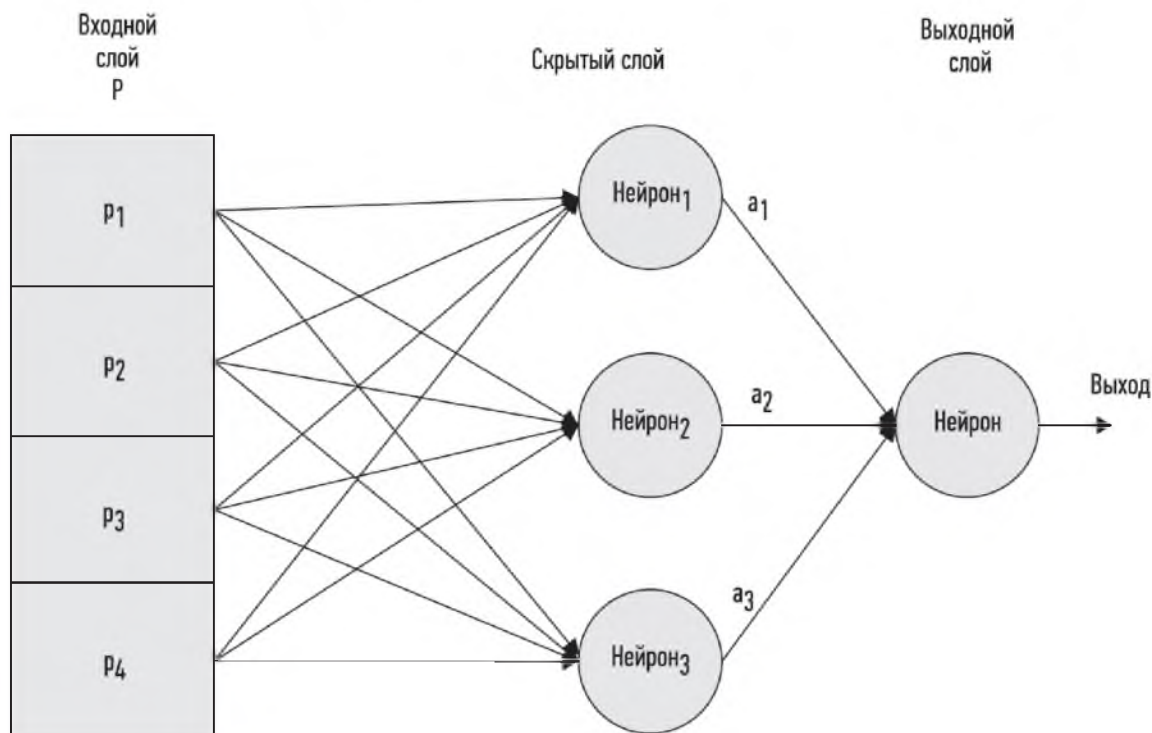 Входной
слой
P
Скрытый слой
Выходной
слой
p1
p2
p3
p4
Нейрон1
Нейрон2
Нейрон3
a1
a2
a3
Нейрон
Выход